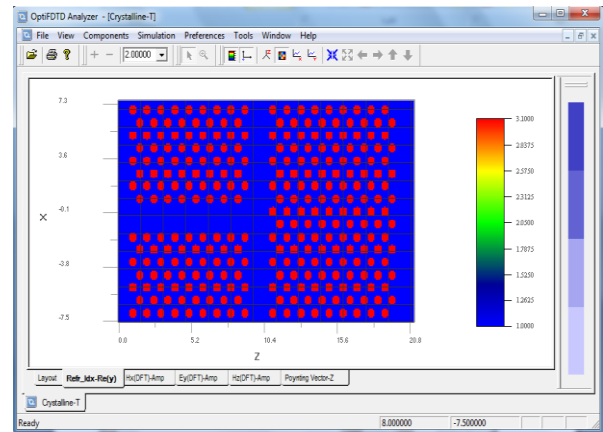 OptiFDTD Analyzer - [Crystalline-T]
File View Components Simulation Preferences Tools Window Help
2.00000
7.3
3.6
-0.1
-3.8
-7.5
X
0.0 5.2 10.4 15.6 20.8
Z
3.1000
2.8375
2.5750
2.3125
2.0500
1.7875
1.5250
1.2625
1.0000
Layout Refr_Idx-Re(y) Hx(DFT)-Amp Ey(DFT)-Amp Hz(DFT)-Amp Poynting Vector-Z
Crystalline-T
Ready 8.000000 -7.500000